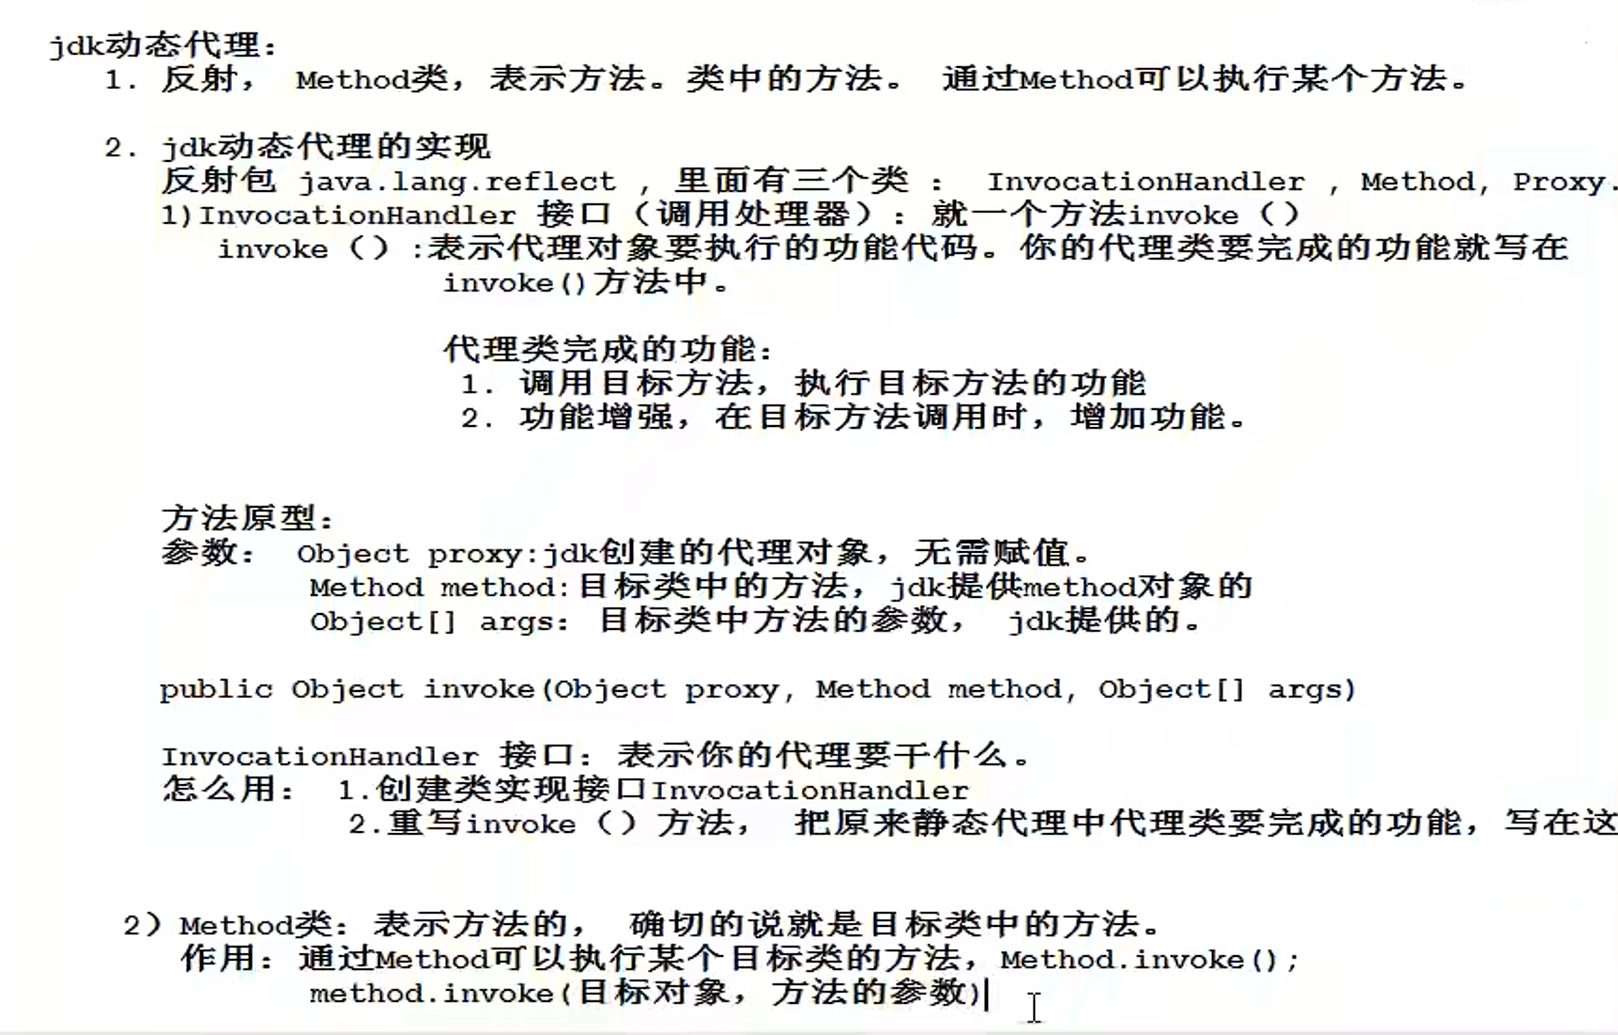 jdk动态代理：
1. 反射， Method类，表示方法。类中的方法。 通过Method可以执行某个方法。
2. jdk动态代理的实现
反射包 java.lang.reflect , 里面有三个类 ： InvocationHandler , Method, Proxy.
1)InvocationHandler 接口（调用处理器）：就一个方法invoke（）
invoke（）:表示代理对象要执行的功能代码。你的代理类要完成的功能就写在
invoke()方法中。
代理类完成的功能：
1. 调用目标方法，执行目标方法的功能
2. 功能增强，在目标方法调用时，增加功能。
方法原型：
参数： Object proxy:jdk创建的代理对象，无需赋值。
Method method:目标类中的方法，jdk提供method对象的
Object[] args：目标类中方法的参数， jdk提供的。
public Object invoke(Object proxy, Method method, Object[] args)
InvocationHandler 接口：表示你的代理要干什么。
怎么用： 1.创建类实现接口InvocationHandler
2.重写invoke（）方法， 把原来静态代理中代理类要完成的功能，写在这
2）Method类：表示方法的， 确切的说就是目标类中的方法。
作用：通过Method可以执行某个目标类的方法，Method.invoke();
method.invoke(目标对象，方法的参数)